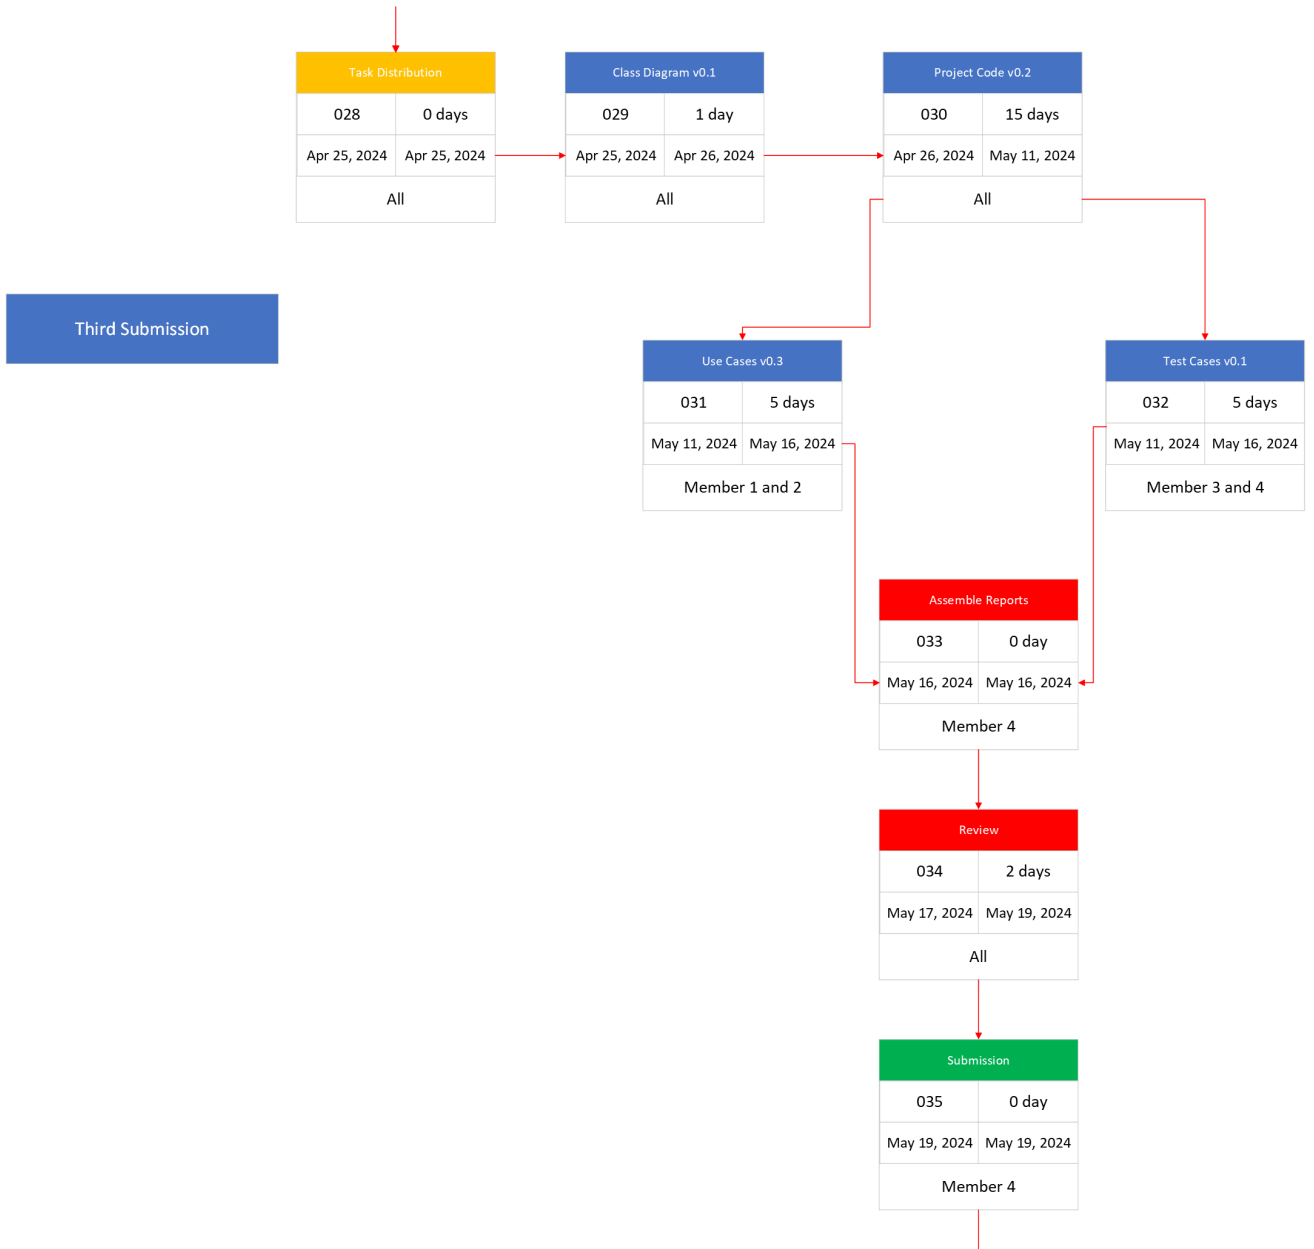 Task Distribution
028 0 days
Apr 25, 2024 Apr 25, 2024
All
Class Diagram v0.1
029 1 day
Apr 25, 2024 Apr 26, 2024
All
Project Code v0.2
030 15 days
Apr 26, 2024 May 11, 2024
All
Third Submission
Use Cases v0.3
031 5 days
May 11, 2024 May 16, 2024
Member 1 and 2
Test Cases v0.1
032 5 days
May 11, 2024 May 16, 2024
Member 3 and 4
Assemble Reports
033 0 day
May 16, 2024 May 16, 2024
Member 4
Review
034 2 days
May 17, 2024 May 19, 2024
All
Submission
035 0 day
May 19, 2024 May 19, 2024
Member 4